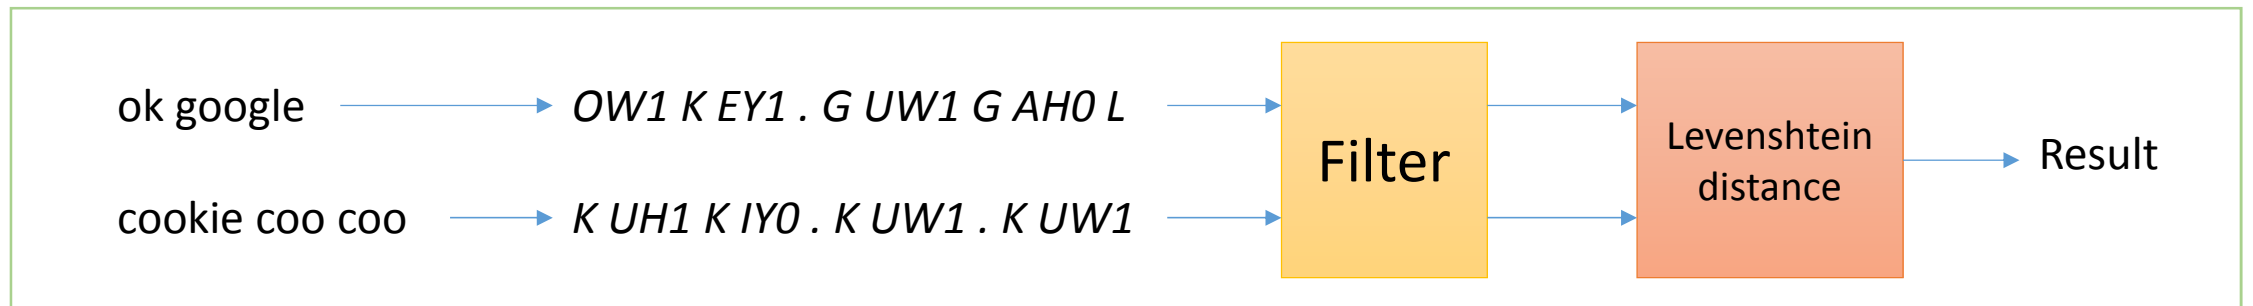 ok google
OW1 K EY1 . G UW1 G AH0 L
cookie coo coo
K UH1 K IY0 . K UW1 . K UW1
Filter
Levenshtein
distance
Result